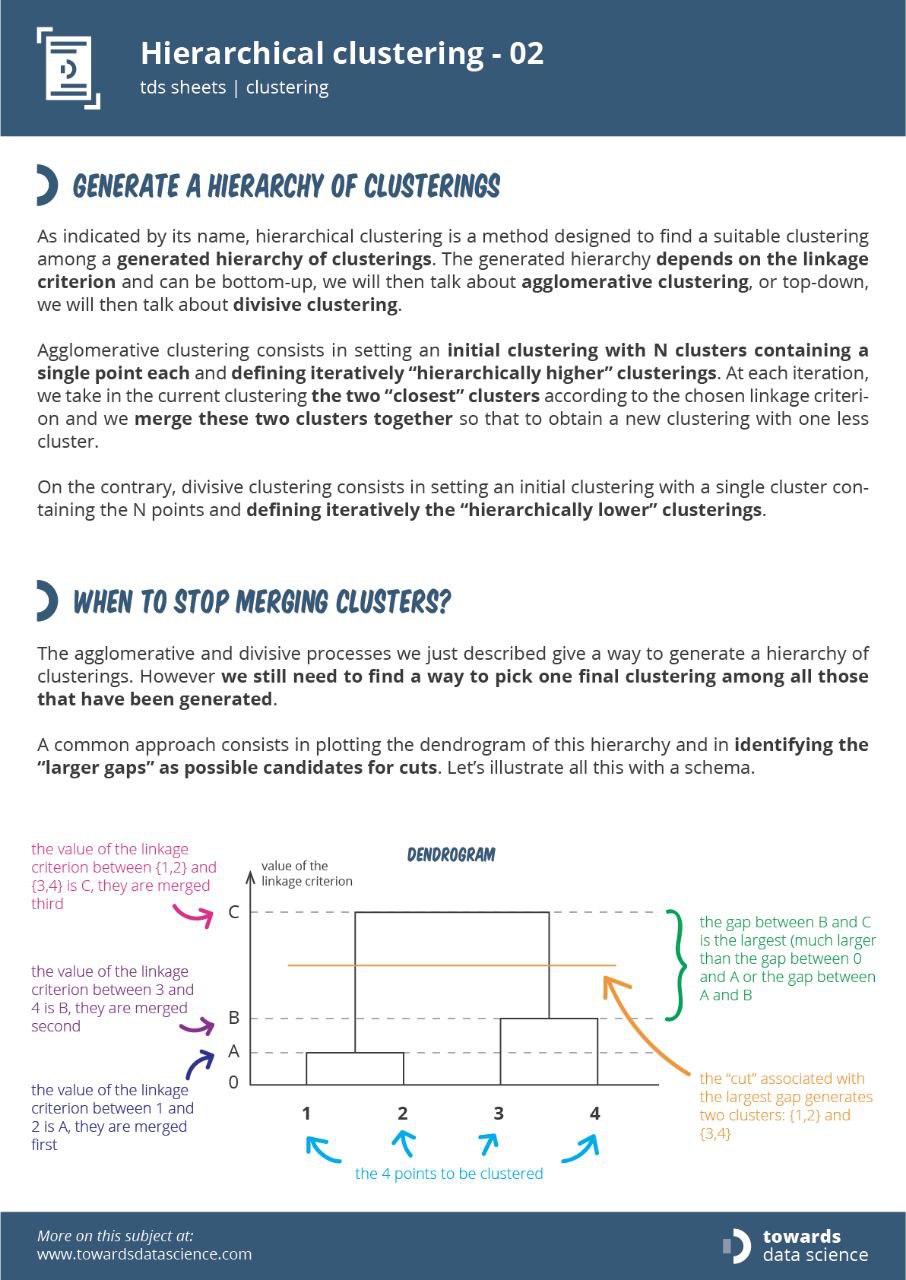 Hierarchical clustering - 02
tds sheets | clustering
GENERATE A HIERARCHY OF CLUSTERINGS
As indicated by its name, hierarchical clustering is a method designed to find a suitable clustering
among a generated hierarchy of clusterings. The generated hierarchy depends on the linkage
criterion and can be bottom-up, we will then talk about agglomerative clustering, or top-down,
we will then talk about divisive clustering.
Agglomerative clustering consists in setting an initial clustering with N clusters containing a
single point each and defining iteratively “hierarchically higher” clusterings. At each iteration,
we take in the current clustering the two “closest” clusters according to the chosen linkage criteri-
on and we merge these two clusters together so that to obtain a new clustering with one less
cluster.
On the contrary, divisive clustering consists in setting an initial clustering with a single cluster con-
taining the N points and defining iteratively the “hierarchically lower” clusterings.
WHEN TO STOP MERGING CLUSTERS?
The agglomerative and divisive processes we just described give a way to generate a hierarchy of
clusterings. However we still need to find a way to pick one final clustering among all those
that have been generated.
A common approach consists in plotting the dendrogram of this hierarchy and in identifying the
“larger gaps” as possible candidates for cuts. Let’s illustrate all this with a schema.
the value of the linkage
criterion between {1,2} and
{3,4} is C, they are merged
third
the value of the linkage
criterion between 3 and
4 is B, they are merged
second
the value of the linkage
criterion between 1 and
2 is A, they are merged
first
DENDROGRAM
value of the
linkage criterion
C
B
A
0
1 2 3 4
the 4 points to be clustered
the gap between B and C
is the largest (much larger
than the gap between 0
and A or the gap between
A and B
the “cut” associated with
the largest gap generates
two clusters: {1,2} and
{3,4}
More on this subject at:
www.towardsdatascience.com
towards
data science